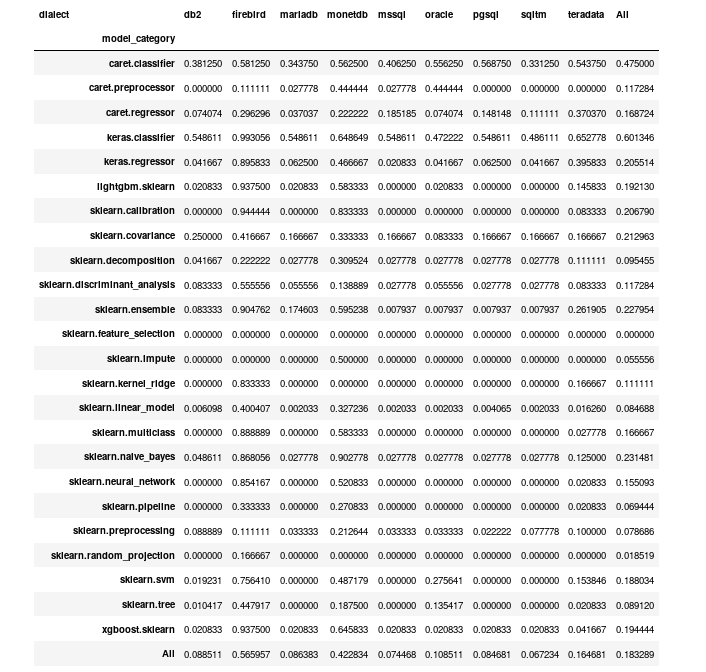 dialect db2 firebird mariadb monetdb mssql oracle pgsql sqltm teradata All
model_category
caret.classifier 0.381250 0.581250 0.343750 0.562500 0.406250 0.556250 0.568750 0.331250 0.543750 0.475000
caret.preprocessor 0.000000 0.111111 0.027778 0.444444 0.027778 0.444444 0.000000 0.000000 0.000000 0.117284
caret.regressor 0.074074 0.296296 0.037037 0.222222 0.185185 0.074074 0.148148 0.111111 0.370370 0.168724
keras.classifier 0.548611 0.993056 0.548611 0.648649 0.548611 0.472222 0.548611 0.486111 0.652778 0.601346
keras.regressor 0.041667 0.895833 0.062500 0.466667 0.020833 0.041667 0.062500 0.041667 0.395833 0.205514
lightgbm.sklearn 0.020833 0.937500 0.020833 0.583333 0.000000 0.020833 0.000000 0.000000 0.145833 0.192130
sklearn.calibration 0.000000 0.944444 0.000000 0.833333 0.000000 0.000000 0.000000 0.000000 0.083333 0.206790
sklearn.covariance 0.250000 0.416667 0.166667 0.333333 0.166667 0.083333 0.166667 0.166667 0.166667 0.212963
sklearn.decomposition 0.041667 0.222222 0.027778 0.309524 0.027778 0.027778 0.027778 0.027778 0.111111 0.095455
sklearn.discriminant_analysis 0.083333 0.555556 0.055556 0.138889 0.027778 0.055556 0.027778 0.027778 0.083333 0.117284
sklearn.ensemble 0.083333 0.904762 0.174603 0.595238 0.007937 0.007937 0.007937 0.007937 0.261905 0.227954
sklearn.feature_selection 0.000000 0.000000 0.000000 0.000000 0.000000 0.000000 0.000000 0.000000 0.000000 0.000000
sklearn.impute 0.000000 0.000000 0.000000 0.500000 0.000000 0.000000 0.000000 0.000000 0.000000 0.055556
sklearn.kernel_ridge 0.000000 0.833333 0.000000 0.000000 0.000000 0.000000 0.000000 0.000000 0.166667 0.111111
sklearn.linear_model 0.006098 0.400407 0.002033 0.327236 0.002033 0.002033 0.004065 0.002033 0.016260 0.084688
sklearn.multiclass 0.000000 0.888889 0.000000 0.583333 0.000000 0.000000 0.000000 0.000000 0.027778 0.166667
sklearn.naive_bayes 0.048611 0.868056 0.027778 0.902778 0.027778 0.027778 0.027778 0.027778 0.125000 0.231481
sklearn.neural_network 0.000000 0.854167 0.000000 0.520833 0.000000 0.000000 0.000000 0.000000 0.020833 0.155093
sklearn.pipeline 0.000000 0.333333 0.000000 0.270833 0.000000 0.000000 0.000000 0.000000 0.020833 0.069444
sklearn.preprocessing 0.088889 0.111111 0.033333 0.212644 0.033333 0.033333 0.022222 0.077778 0.100000 0.078686
sklearn.random_projection 0.000000 0.166667 0.000000 0.000000 0.000000 0.000000 0.000000 0.000000 0.000000 0.018519
sklearn.svm 0.019231 0.756410 0.000000 0.487179 0.000000 0.275641 0.000000 0.000000 0.153846 0.188034
sklearn.tree 0.010417 0.447917 0.000000 0.187500 0.000000 0.135417 0.000000 0.000000 0.020833 0.089120
xgboost.sklearn 0.020833 0.937500 0.020833 0.645833 0.020833 0.020833 0.020833 0.020833 0.041667 0.194444
All 0.088511 0.565957 0.086383 0.422834 0.074468 0.108511 0.084681 0.067234 0.164681 0.183289